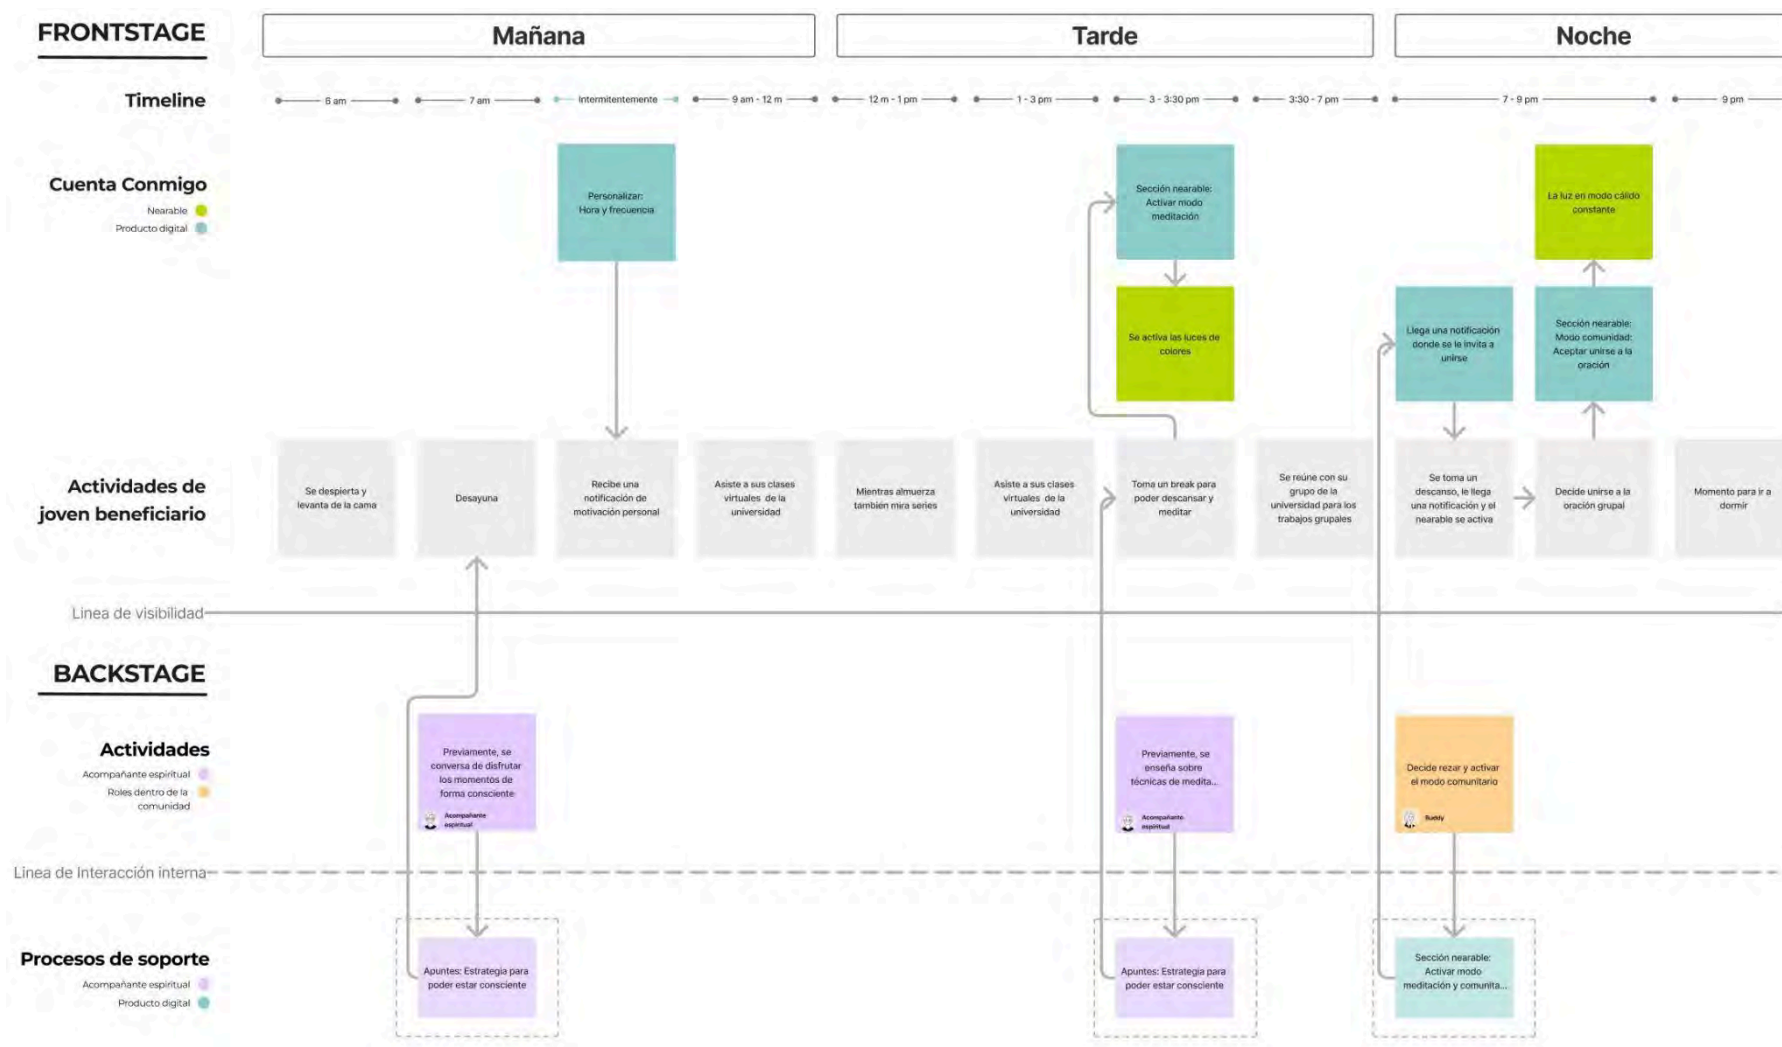 FRONTSTAGE
Mañana
Tarde
Noche
Timeline
6 am
7 am
Intermitentemente
9 am - 12 m
12 m - 1 pm
1 - 3 pm
3 - 3:30 pm
3:30 - 7 pm
7 - 9 pm
9 pm
Cuenta Conmigo
Nearable
Producto digital
Personalizar:
Hora y frecuencia
Sección nearable:
Activar modo
meditación
Se activa las luces de
colores
La luz en modo cálido
constante
Llega una notificación
donde se le invita a
unirse
Sección nearable:
Modo comunidad:
Aceptar unirse a la
oración
Actividades de
joven beneficiario
Se despierta y
levanta de la cama
Desayuna
Recibe una
notificación de
motivación personal
Asiste a sus clases
virtuales de la
universidad
Mientras almuerza
también mira series
Asiste a sus clases
virtuales de la
universidad
Toma un break para
poder descansar y
meditar
Se reúne con su
grupo de la
universidad para los
trabajos grupales
Se toma un
descanso, le llega
una notificación y el
nearable se activa
Decide unirse a la
oración grupal
Momento para ir a
dormir
Linea de visibilidad
BACKSTAGE
Actividades
Acompañante espiritual
Roles dentro de la
comunidad
Previamente, se
conversa de disfrutar
los momentos de
forma consciente
Acompañante
espiritual
Previamente, se
enseña sobre
técnicas de medita...
Acompañante
espiritual
Decide rezar y activar
el modo comunitario
Buddy
Linea de Interacción interna
Procesos de soporte
Acompañante espiritual
Producto digital
Apuntes: Estrategia para
poder estar consciente
Apuntes: Estrategia para
poder estar consciente
Sección nearable:
Activar modo
meditación y comunita...